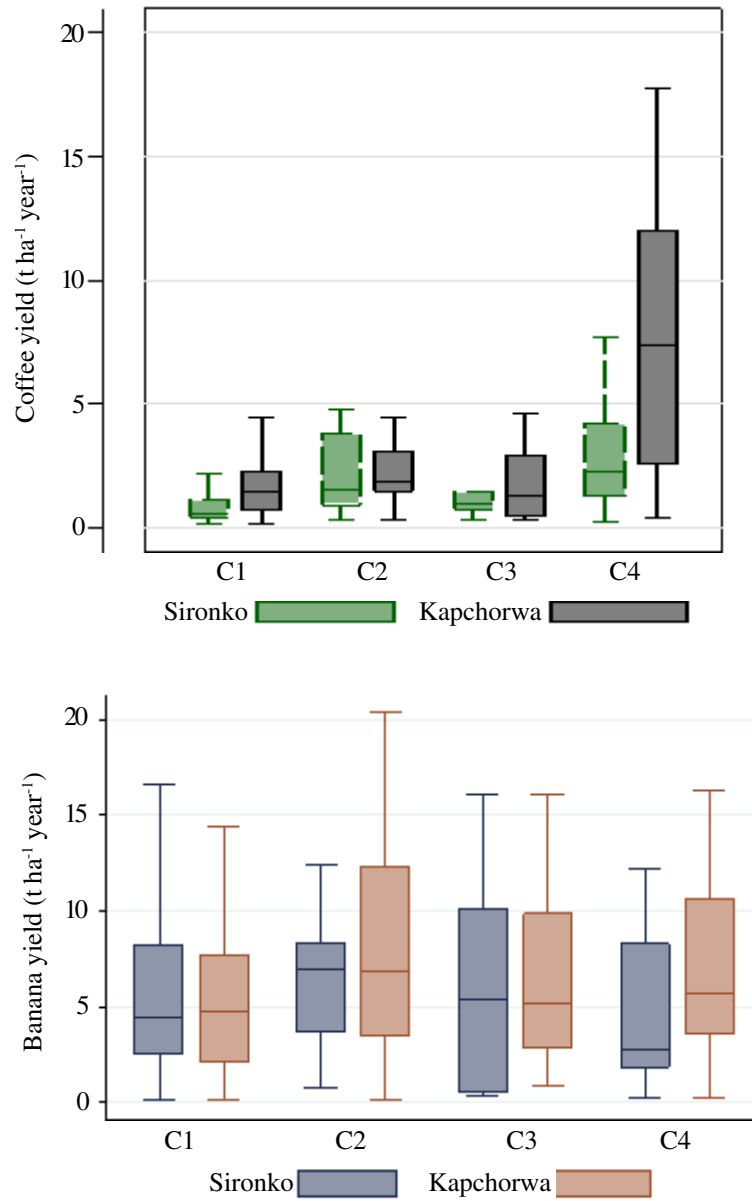 20
15
10
5
0
Coffee yield (t ha⁻¹ year⁻¹)
C1 C2 C3 C4
Sironko Kapchorwa
20
15
10
5
0
Banana yield (t ha⁻¹ year⁻¹)
C1 C2 C3 C4
Sironko Kapchorwa